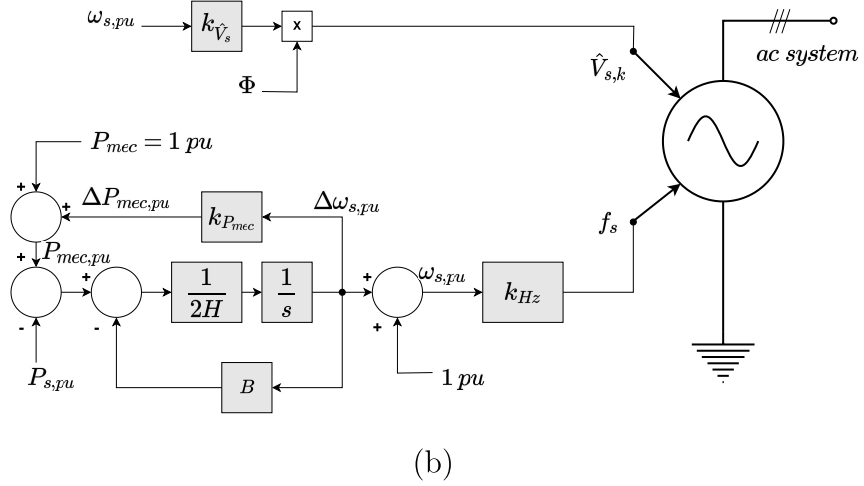 ω_{s,pu}
k_{\hat{V}_s}
x
Φ
\hat{V}_{s,k}
ac system
P_{mec} = 1 pu
+
+
ΔP_{mec,pu}
k_{P_{mec}}
Δω_{s,pu}
f_s
P_{mec,pu}
+
-
+
-
1/2H
1/s
+
+
ω_{s,pu}
k_{Hz}
P_{s,pu}
B
1 pu
(b)